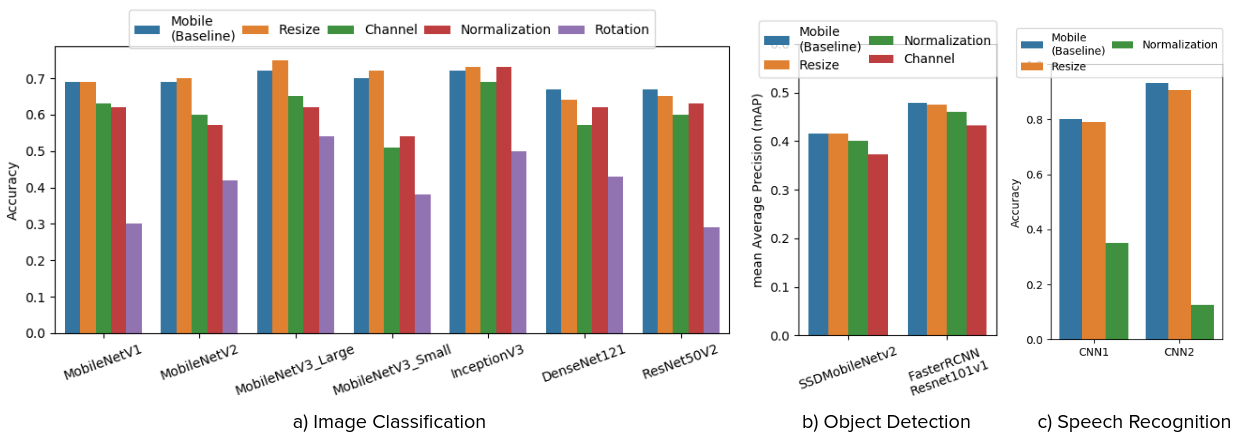 Mobile
(Baseline)
Resize
Channel
Normalization
Rotation
Accuracy
0.7
0.6
0.5
0.4
0.3
0.2
0.1
0.0
MobileNetV1
MobileNetV2
MobileNetV3_Large
MobileNetV3_Small
InceptionV3
DenseNet121
ResNet50V2
a) Image Classification
Mobile
(Baseline)
Normalization
Resize
Channel
mean Average Precision (mAP)
0.6
0.5
0.4
0.3
0.2
0.1
0.0
SSDMobileNetv2
FasterRCNN
Resnet101v1
b) Object Detection
Mobile
(Baseline)
Normalization
Resize
Accuracy
0.8
0.6
0.4
0.2
0.0
CNN1
CNN2
c) Speech Recognition